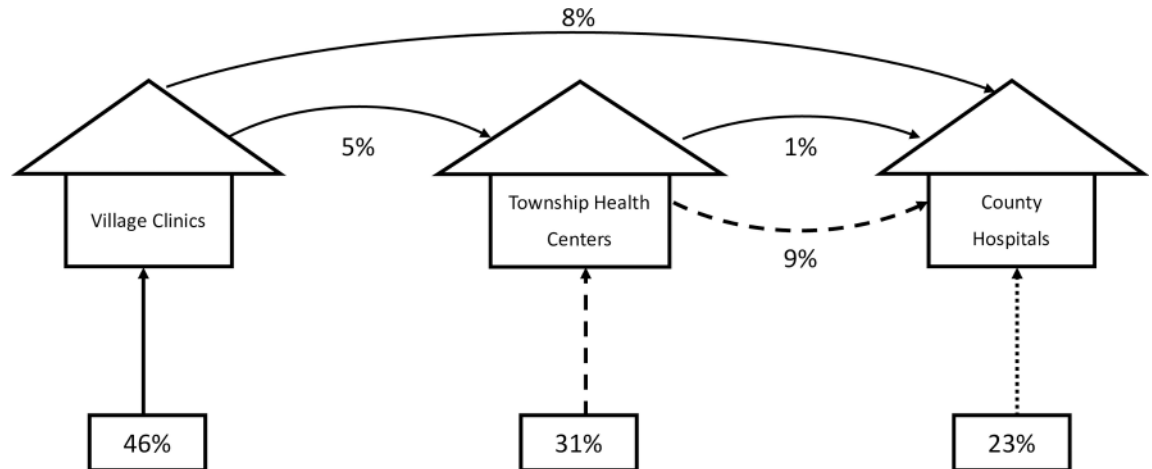 8%
5%
1%
Village Clinics
Township Health
Centers
County
Hospitals
9%
46%
31%
23%